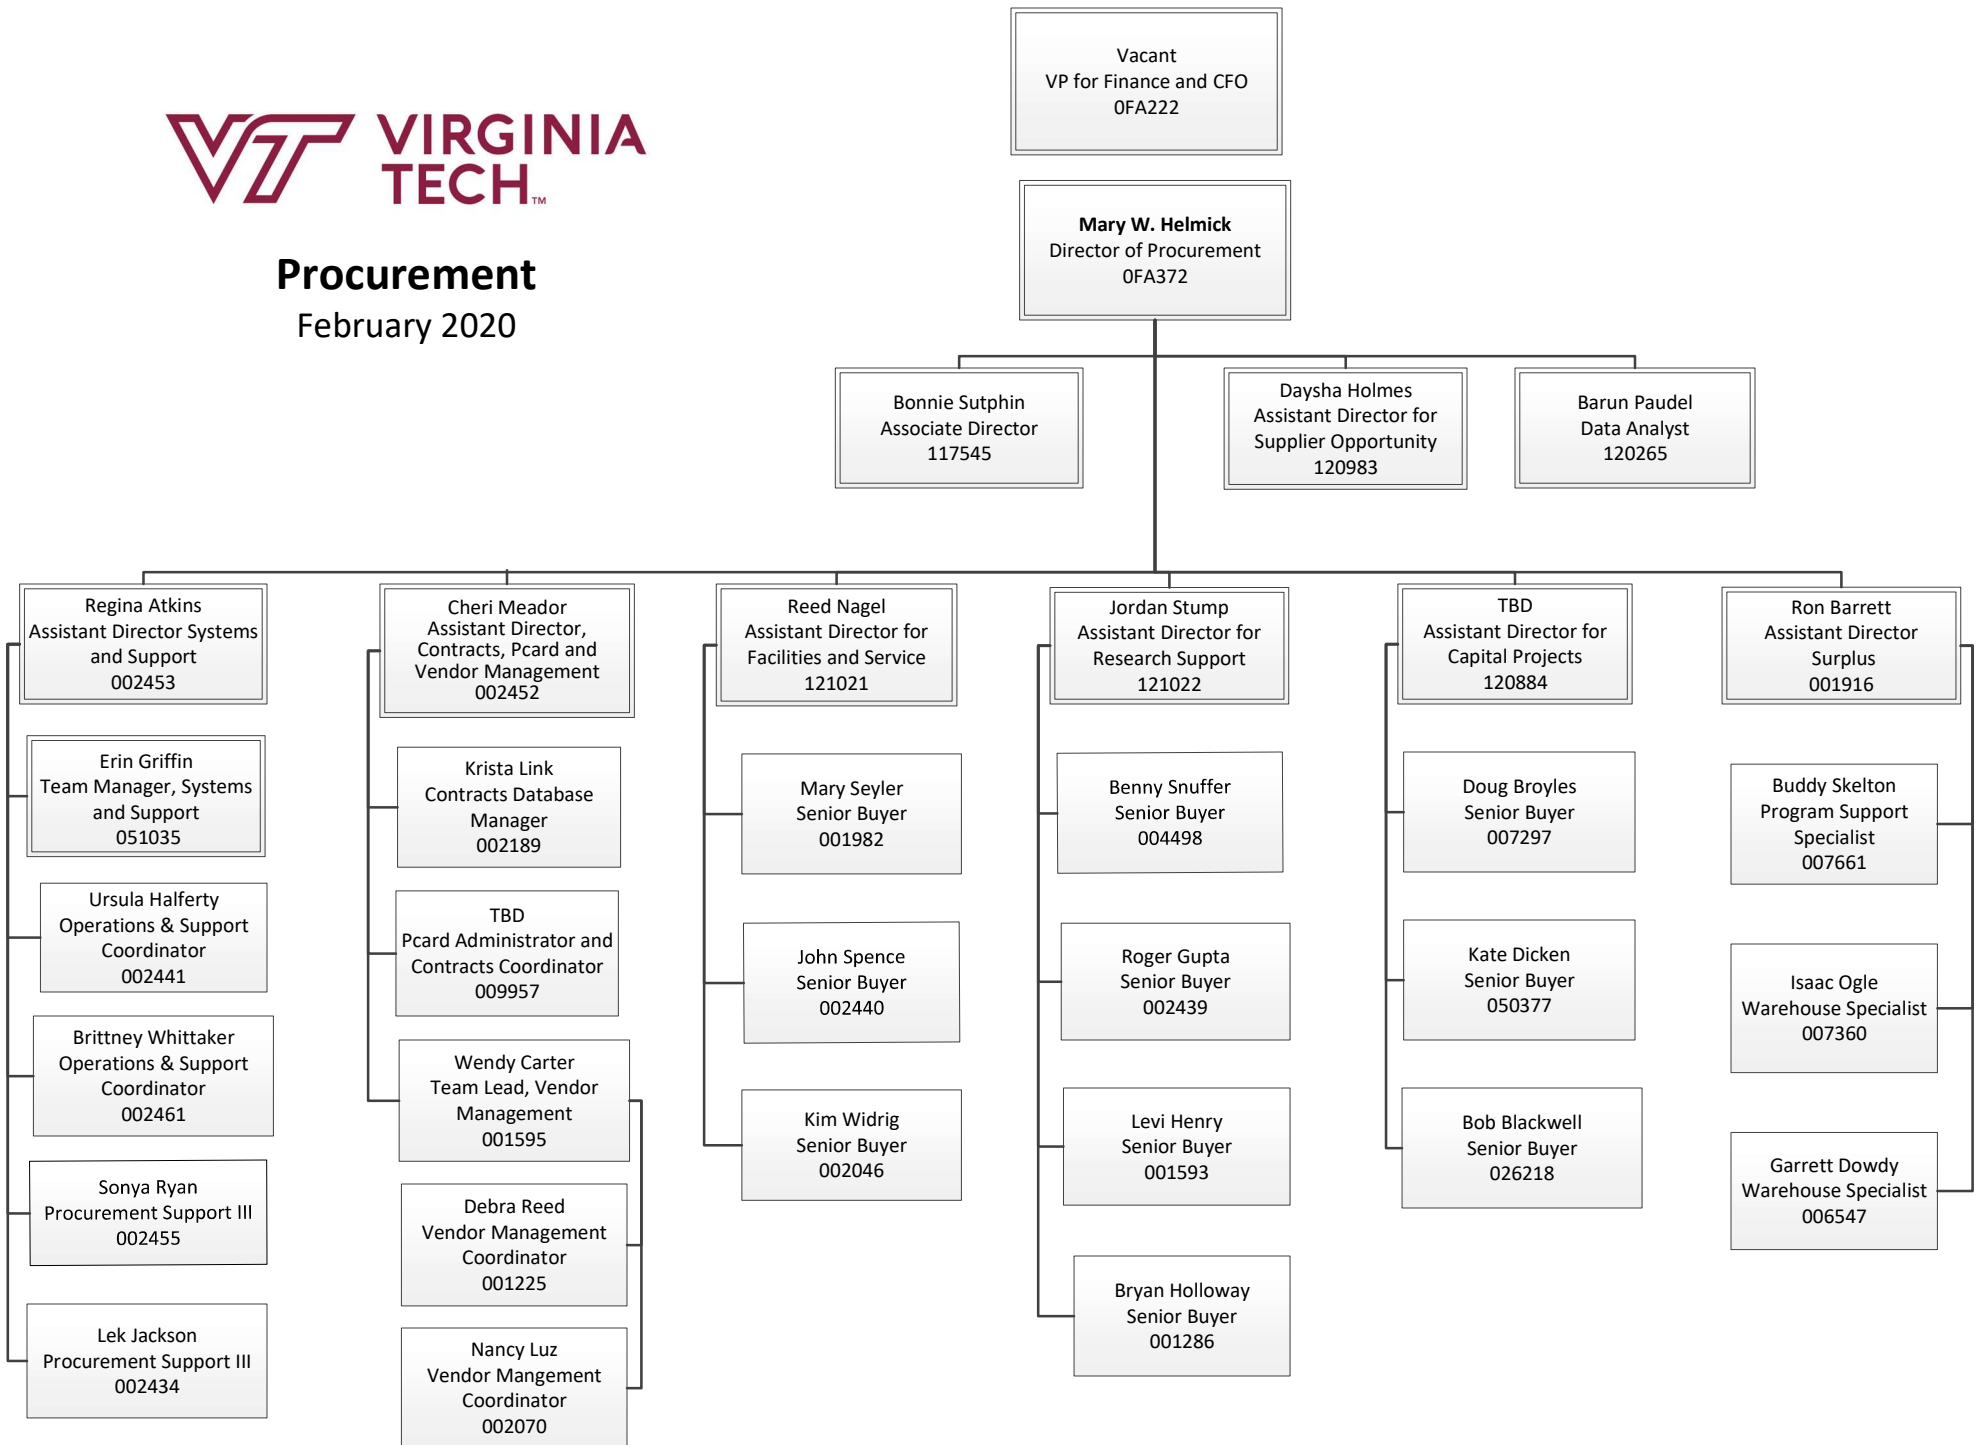 VT VIRGINIA
TECH™
Procurement
February 2020
Vacant
VP for Finance and CFO
0FA222
Mary W. Helmick
Director of Procurement
0FA372
Bonnie Sutphin
Associate Director
117545
Daysha Holmes
Assistant Director for
Supplier Opportunity
120983
Barun Paudel
Data Analyst
120265
Regina Atkins
Assistant Director Systems
and Support
002453
Erin Griffin
Team Manager, Systems
and Support
051035
Ursula Halferty
Operations & Support
Coordinator
002441
Brittney Whittaker
Operations & Support
Coordinator
002461
Sonya Ryan
Procurement Support III
002455
Lek Jackson
Procurement Support III
002434
Cheri Meador
Assistant Director,
Contracts, Pcard and
Vendor Management
002452
Krista Link
Contracts Database
Manager
002189
TBD
Pcard Administrator and
Contracts Coordinator
009957
Wendy Carter
Team Lead, Vendor
Management
001595
Debra Reed
Vendor Management
Coordinator
001225
Nancy Luz
Vendor Mangement
Coordinator
002070
Reed Nagel
Assistant Director for
Facilities and Service
121021
Mary Seyler
Senior Buyer
001982
John Spence
Senior Buyer
002440
Kim Widrig
Senior Buyer
002046
Jordan Stump
Assistant Director for
Research Support
121022
Benny Snuffer
Senior Buyer
004498
Roger Gupta
Senior Buyer
002439
Levi Henry
Senior Buyer
001593
Bryan Holloway
Senior Buyer
001286
TBD
Assistant Director for
Capital Projects
120884
Doug Broyles
Senior Buyer
007297
Kate Dicken
Senior Buyer
050377
Bob Blackwell
Senior Buyer
026218
Ron Barrett
Assistant Director
Surplus
001916
Buddy Skelton
Program Support
Specialist
007661
Isaac Ogle
Warehouse Specialist
007360
Garrett Dowdy
Warehouse Specialist
006547